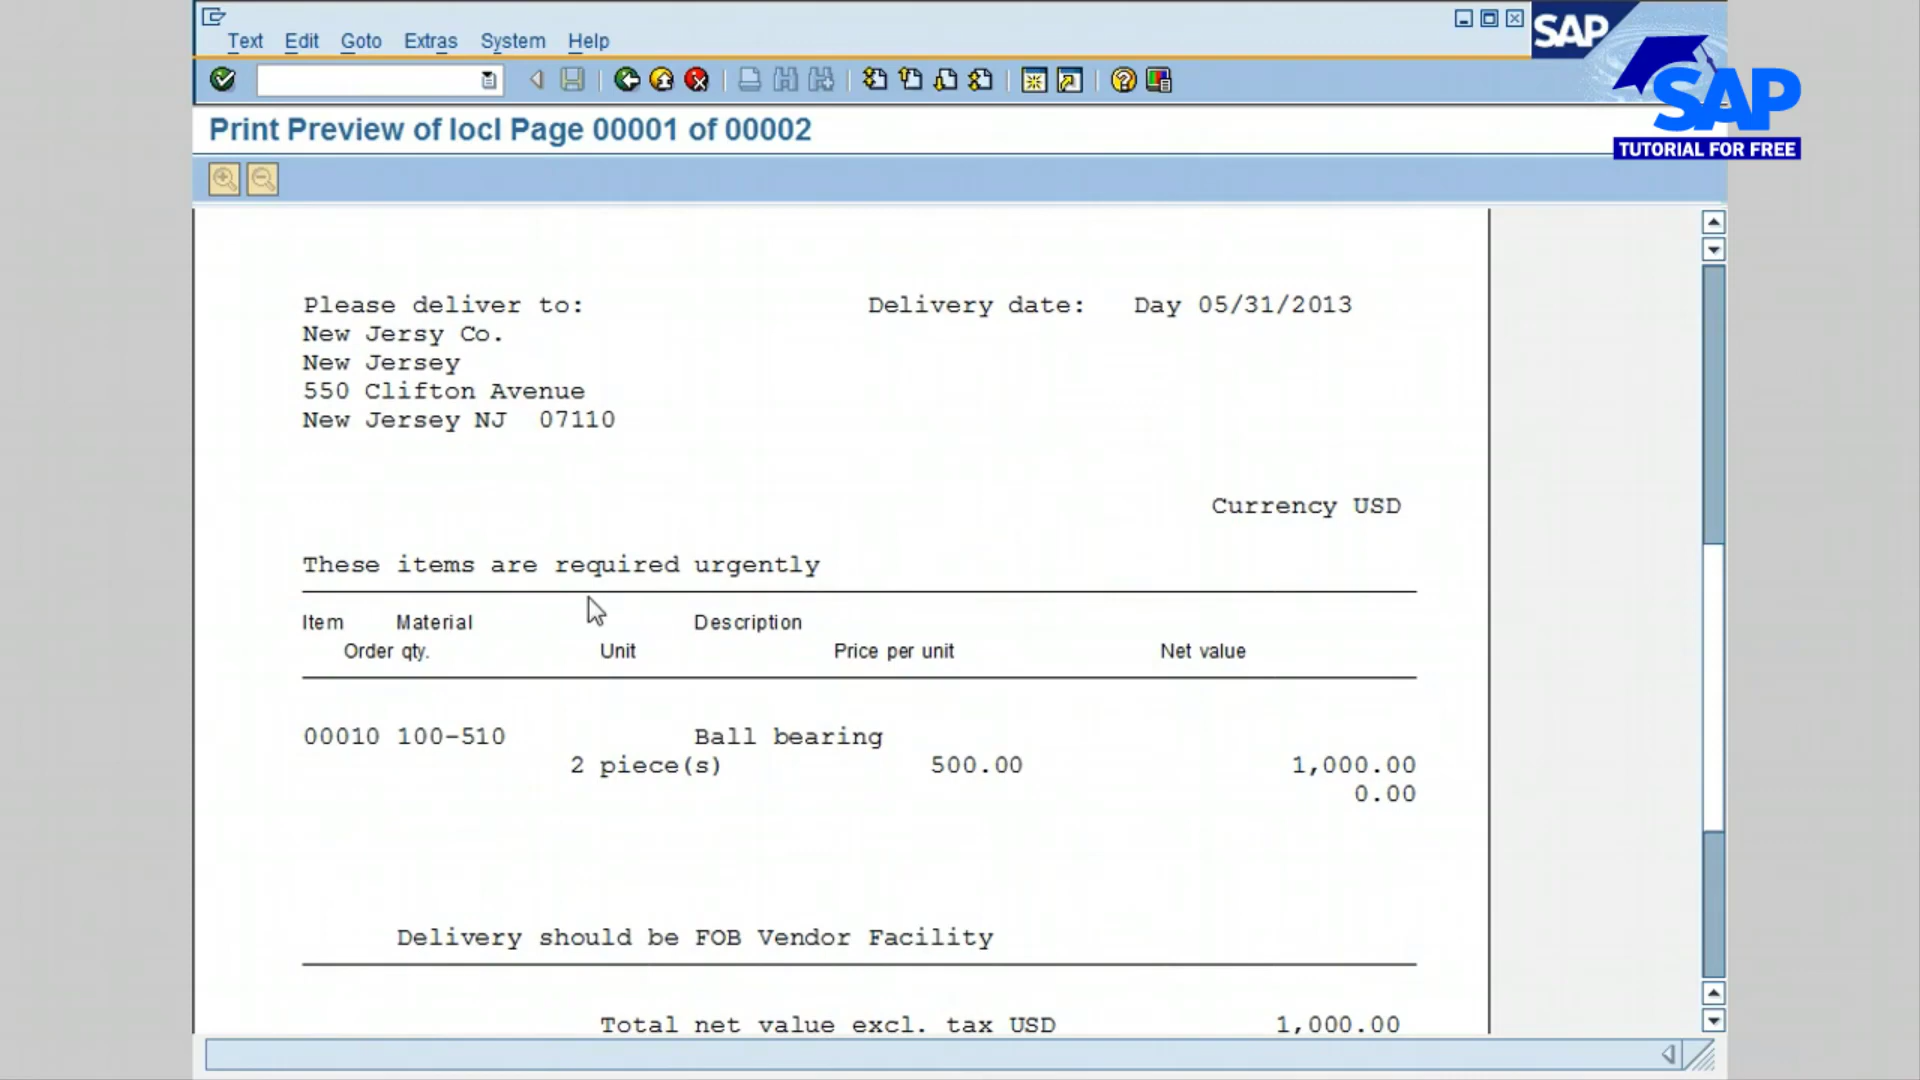 Text Edit Goto Extras System Help
SAP
SAP
TUTORIAL FOR FREE
Print Preview of locl Page 00001 of 00002
Please deliver to: Delivery date: Day 05/31/2013
New Jersy Co.
New Jersey
550 Clifton Avenue
New Jersey NJ 07110
Currency USD
These items are required urgently
Item Material Description
Order qty. Unit Price per unit Net value
00010 100-510 Ball bearing
2 piece(s) 500.00 1,000.00
0.00
Delivery should be FOB Vendor Facility
Total net value excl. tax USD 1,000.00